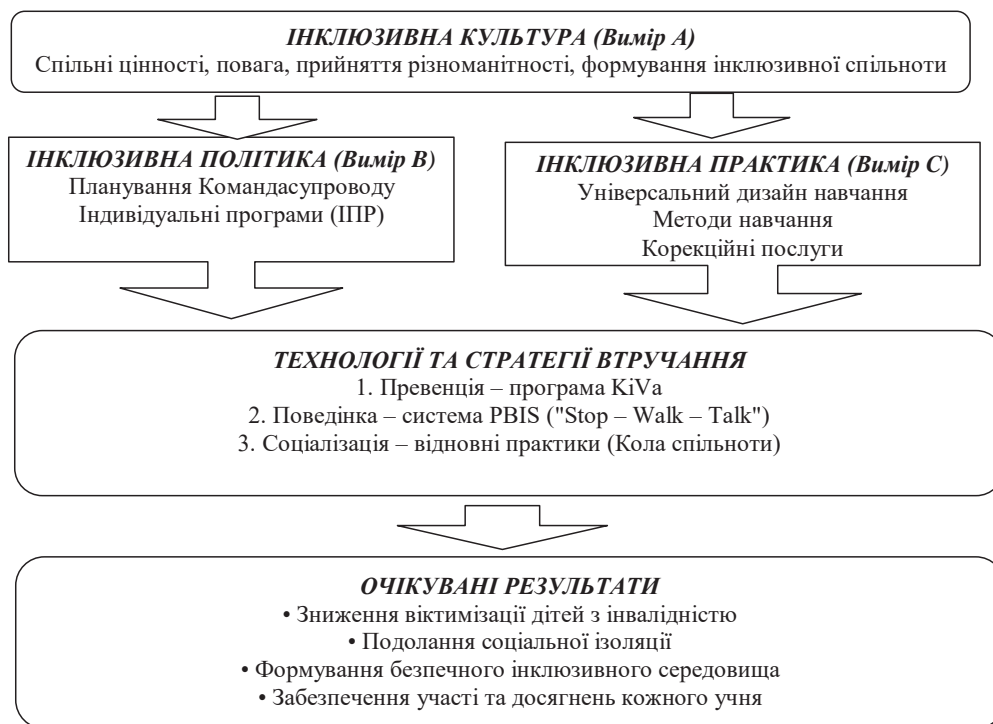 ІНКЛЮЗИВНА КУЛЬТУРА (Вимір А)
Спільні цінності, повага, прийняття різноманітності, формування інклюзивної спільноти
ІНКЛЮЗИВНА ПОЛІТИКА (Вимір В)
Планування Командасупроводу
Індивідуальні програми (ІПР)
ІНКЛЮЗИВНА ПРАКТИКА (Вимір С)
Універсальний дизайн навчання
Методи навчання
Корекційні послуги
ТЕХНОЛОГІЇ ТА СТРАТЕГІЇ ВТРУЧАННЯ
1. Превенція – програма KiVa
2. Поведінка – система PBIS ("Stop – Walk – Talk")
3. Соціалізація – відновні практики (Кола спільноти)
ОЧІКУВАНІ РЕЗУЛЬТАТИ
• Зниження віктимізації дітей з інвалідністю
• Подолання соціальної ізоляції
• Формування безпечного інклюзивного середовища
• Забезпечення участі та досягнень кожного учня